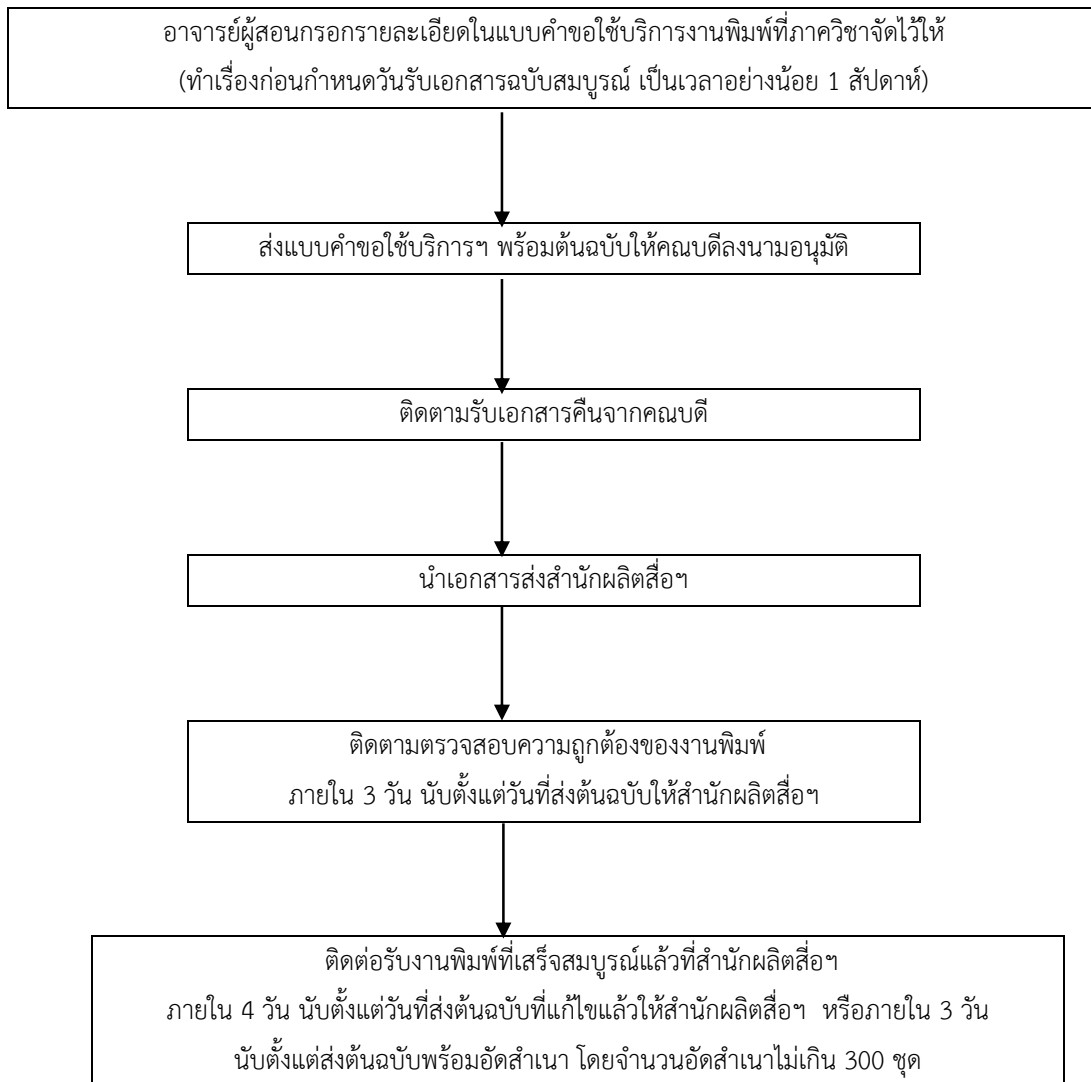 อาจารย์ผู้สอนกรอกรายละเอียดในแบบคำขอใช้บริการงานพิมพ์ที่ภาควิชาจัดไว้ให้
(ทำเรื่องก่อนกำหนดวันรับเอกสารฉบับสมบูรณ์ เป็นเวลาอย่างน้อย 1 สัปดาห์)
ส่งแบบคำขอใช้บริการฯ พร้อมต้นฉบับให้คณบดีลงนามอนุมัติ
ติดตามรับเอกสารคืนจากคณบดี
นำเอกสารส่งสำนักผลิตสื่อฯ
ติดตามตรวจสอบความถูกต้องของงานพิมพ์
ภายใน 3 วัน นับตั้งแต่วันที่ส่งต้นฉบับให้สำนักผลิตสื่อฯ
ติดต่อรับงานพิมพ์ที่เสร็จสมบูรณ์แล้วที่สำนักผลิตสื่อฯ
ภายใน 4 วัน นับตั้งแต่วันที่ส่งต้นฉบับที่แก้ไขแล้วให้สำนักผลิตสื่อฯ หรือภายใน 3 วัน
นับตั้งแต่ส่งต้นฉบับพร้อมอัดสำเนา โดยจำนวนอัดสำเนาไม่เกิน 300 ชุด